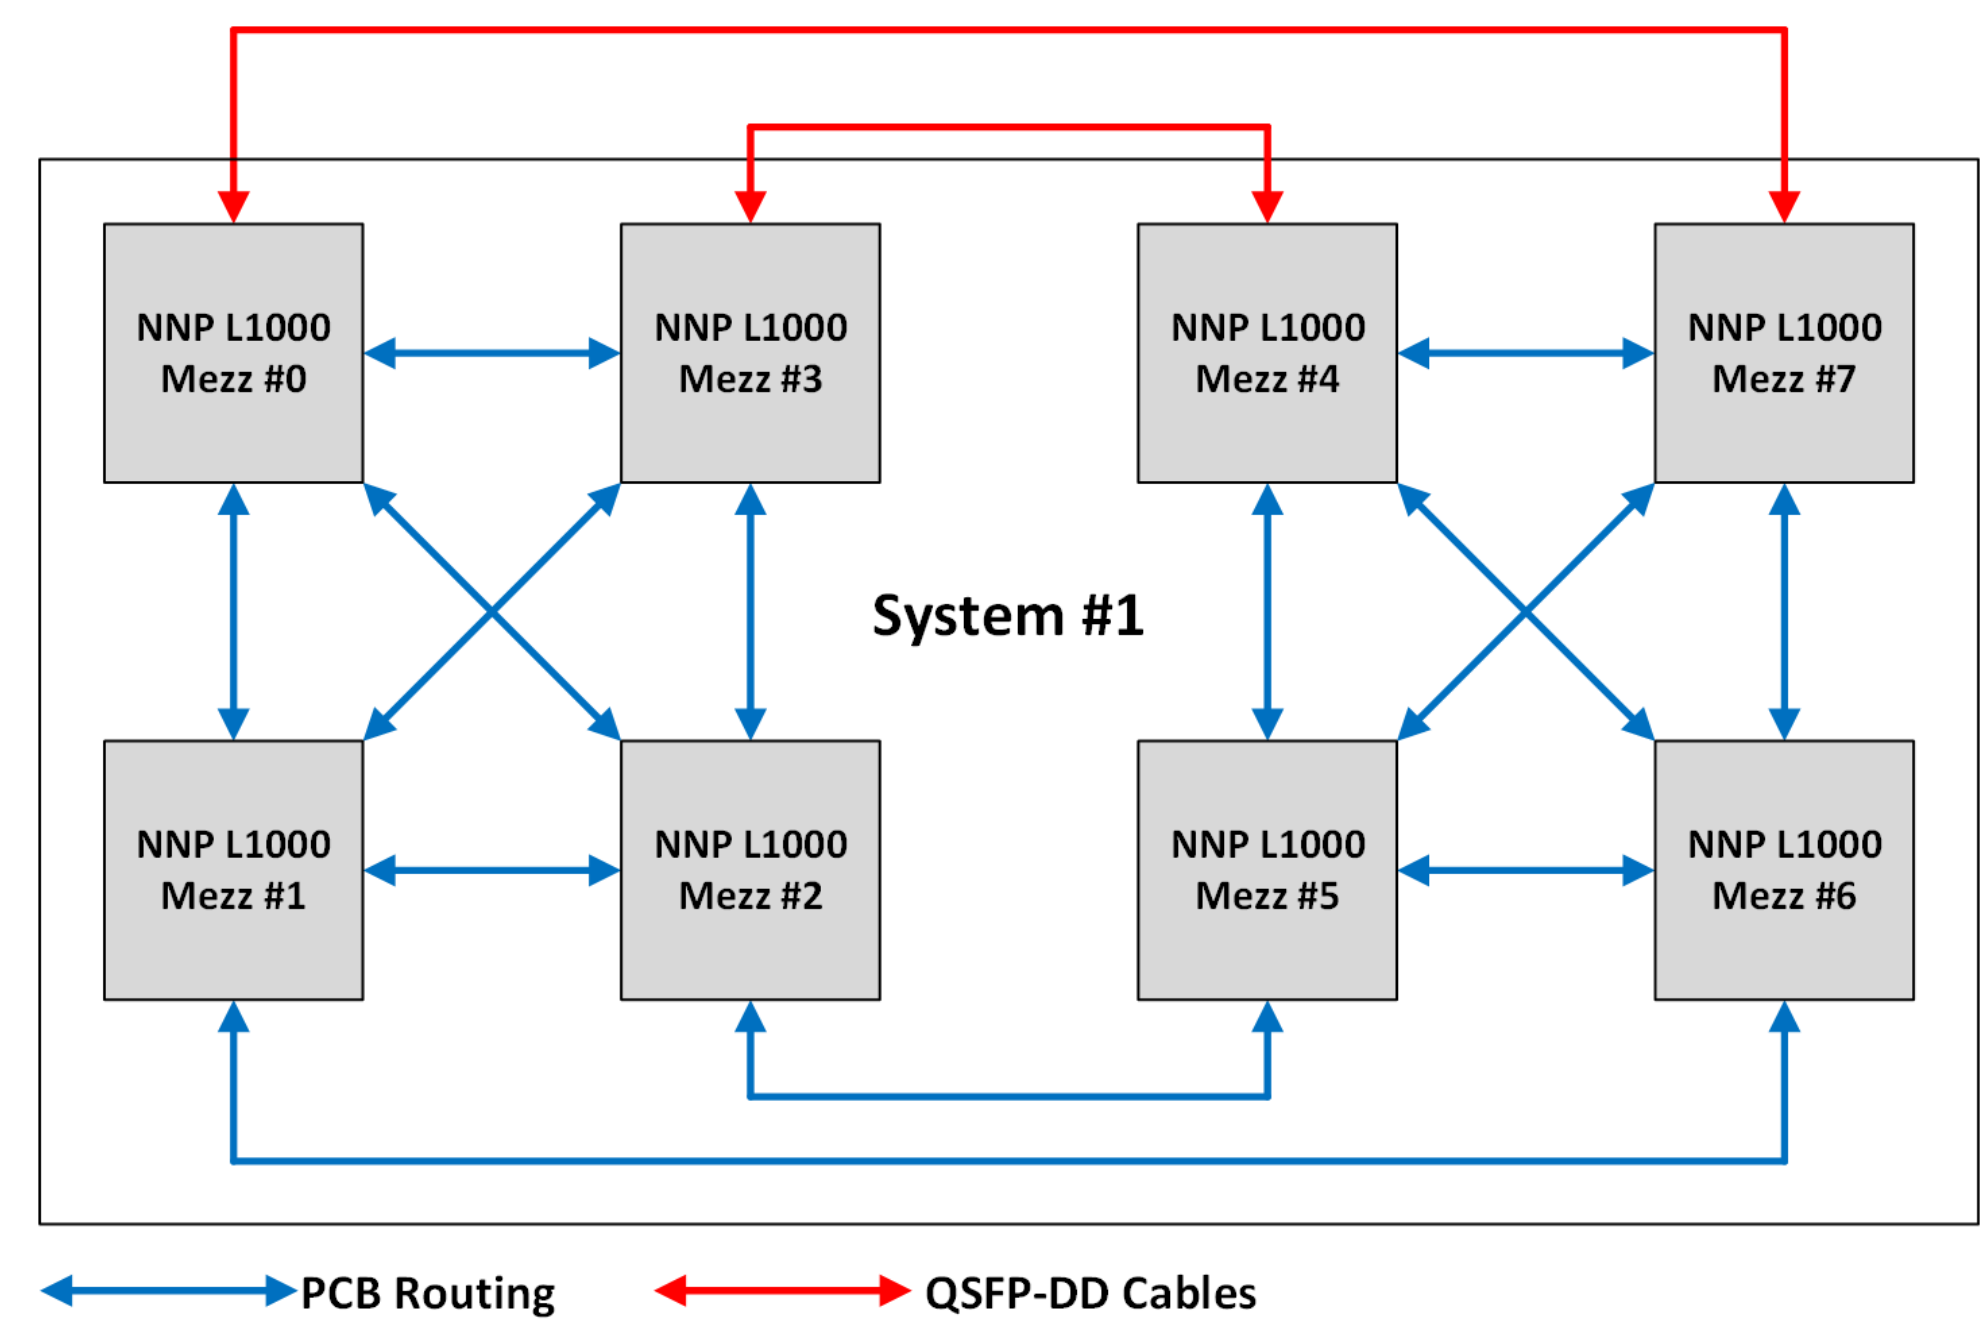 NNP L1000
Mezz #0
NNP L1000
Mezz #3
NNP L1000
Mezz #4
NNP L1000
Mezz #7
System #1
NNP L1000
Mezz #1
NNP L1000
Mezz #2
NNP L1000
Mezz #5
NNP L1000
Mezz #6
PCB Routing
QSFP-DD Cables